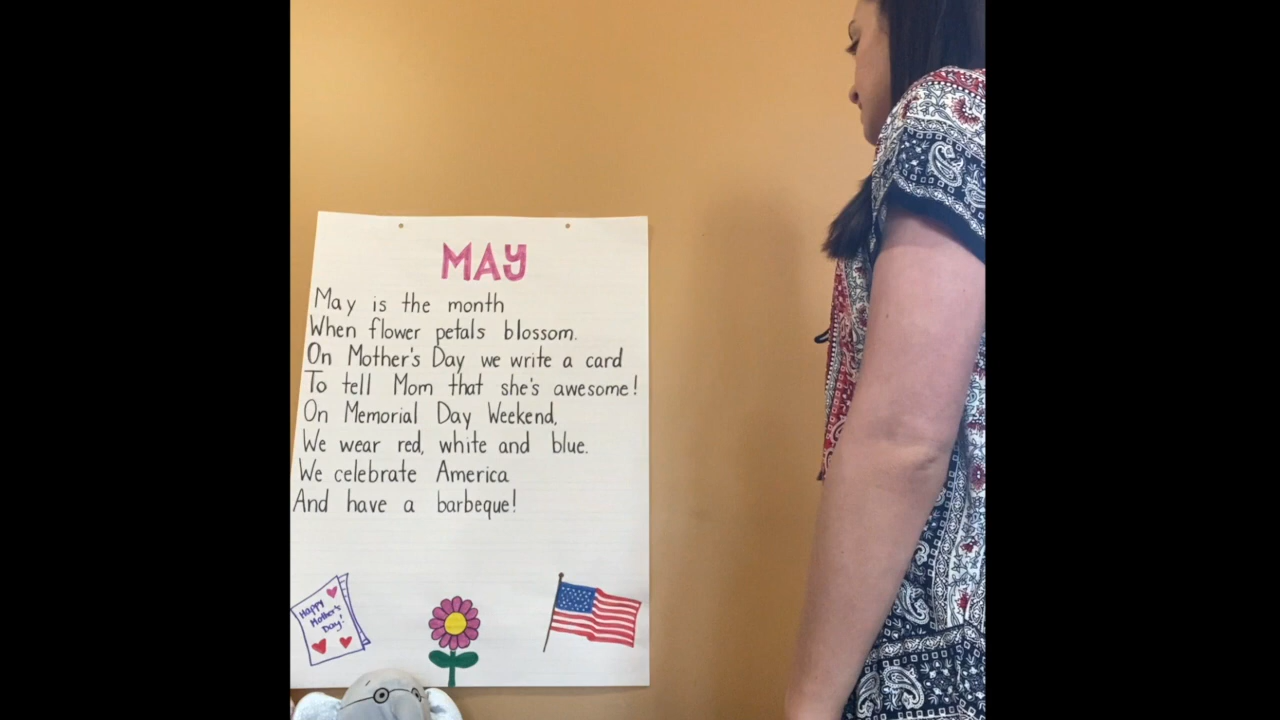 MAY
May is the month
When flower petals blossom.
On Mother's Day we write a card
To tell Mom that she's awesome!
On Memorial Day Weekend,
We wear red, white and blue.
We celebrate America
And have a barbeque!
Happy
Mother's
Day!